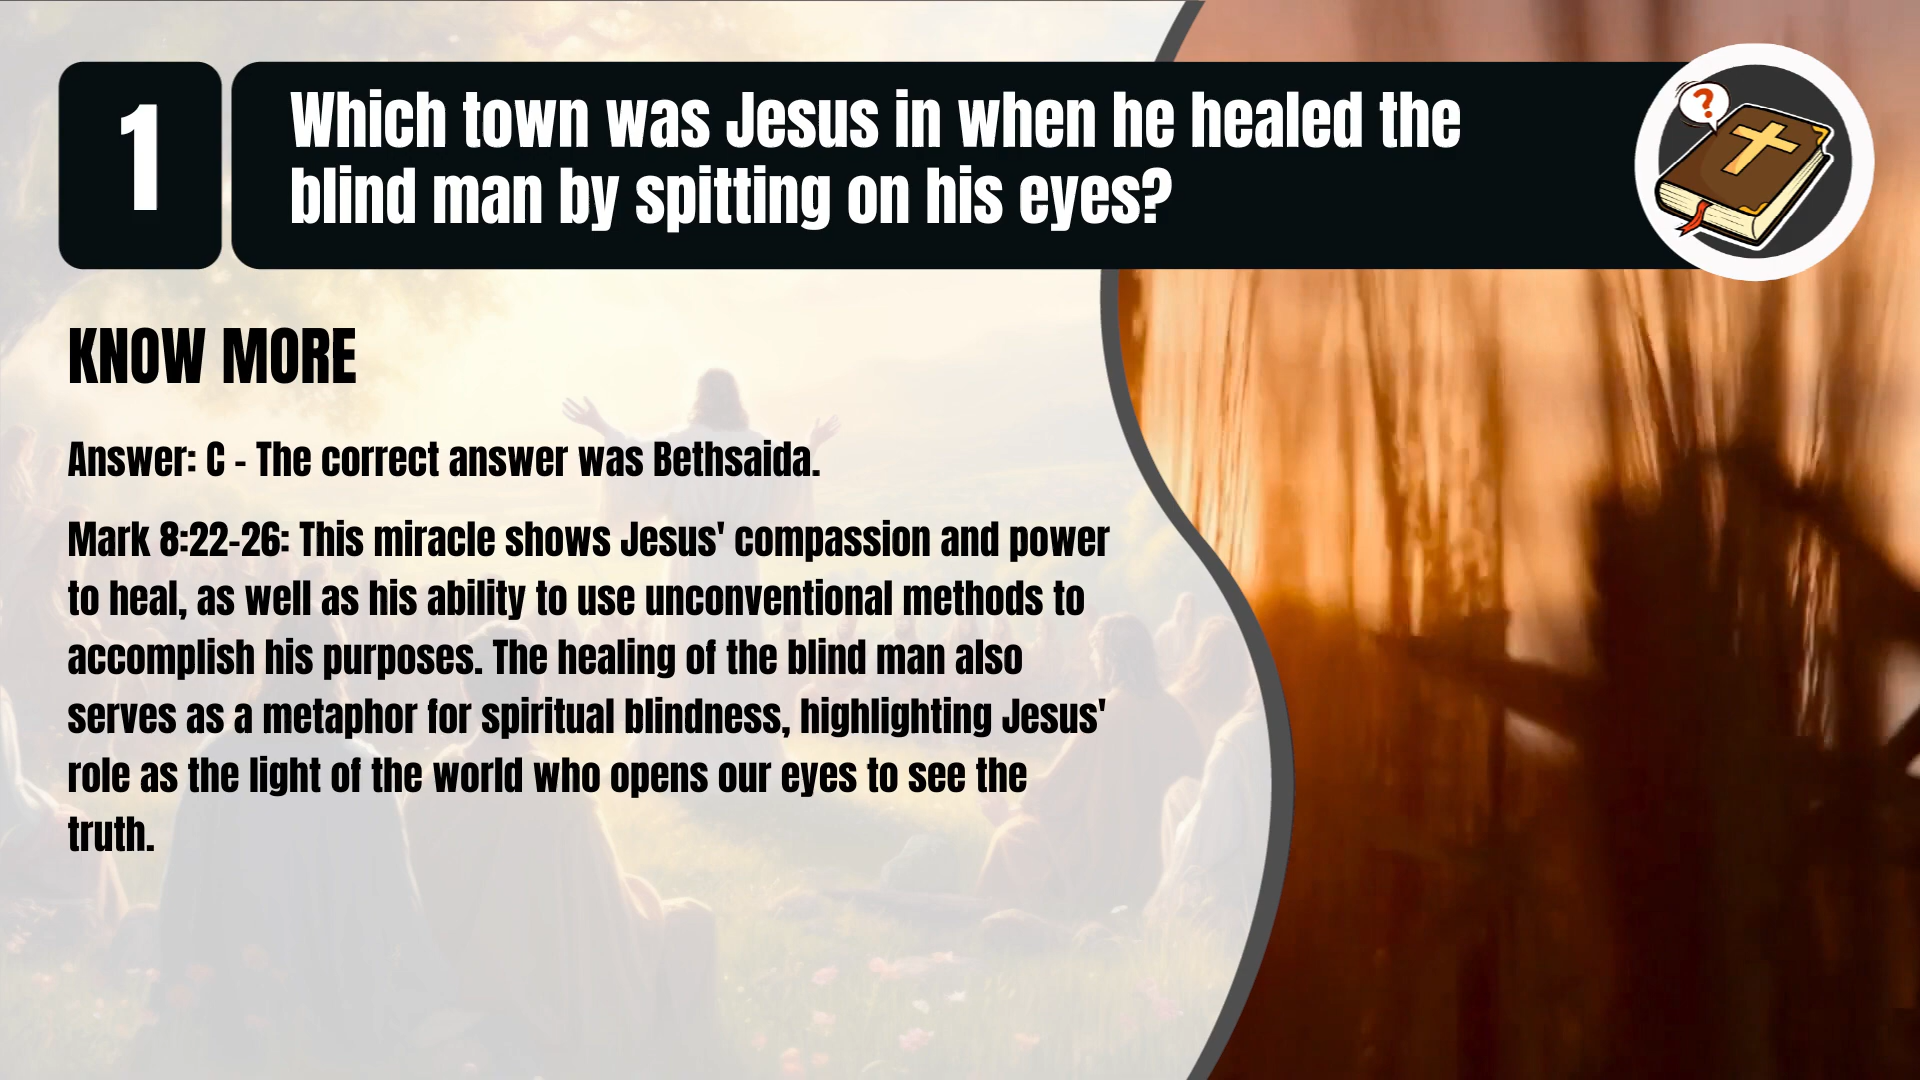 1
Which town was Jesus in when he healed the
blind man by spitting on his eyes?
?
KNOW MORE
Answer: C - The correct answer was Bethsaida.
Mark 8:22-26: This miracle shows Jesus' compassion and power
to heal, as well as his ability to use unconventional methods to
accomplish his purposes. The healing of the blind man also
serves as a metaphor for spiritual blindness, highlighting Jesus'
role as the light of the world who opens our eyes to see the
truth.